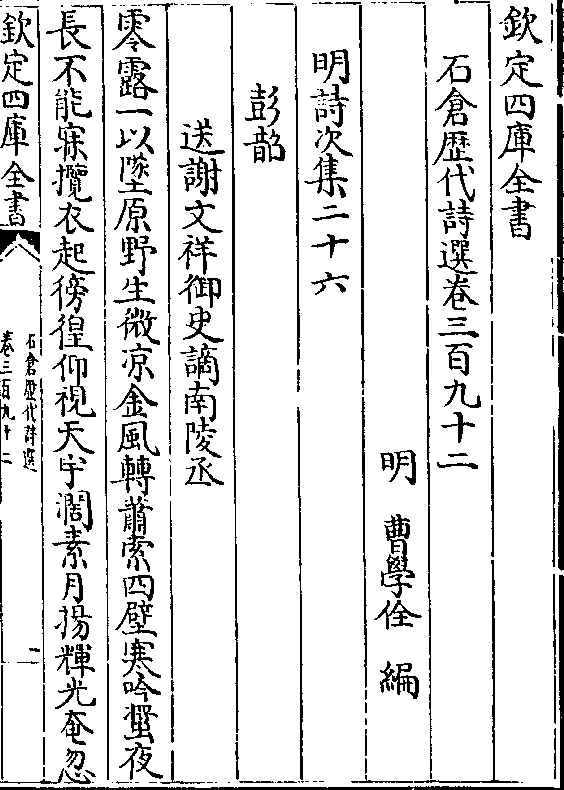 欽定四庫全書
石倉歴代詩選卷三百九十二
明 曹學佺 編
明詩次集二十六
彭韶
送謝文祥御史謫南陵丞
零露一以墜原野生微凉金風轉蕭索四壁寒吟螿夜
長不能寐攬衣起徬徨仰視天宇濶素月揚輝光奄忽
欽定四庫全書
石倉歴代詩選
卷三百九十二
一